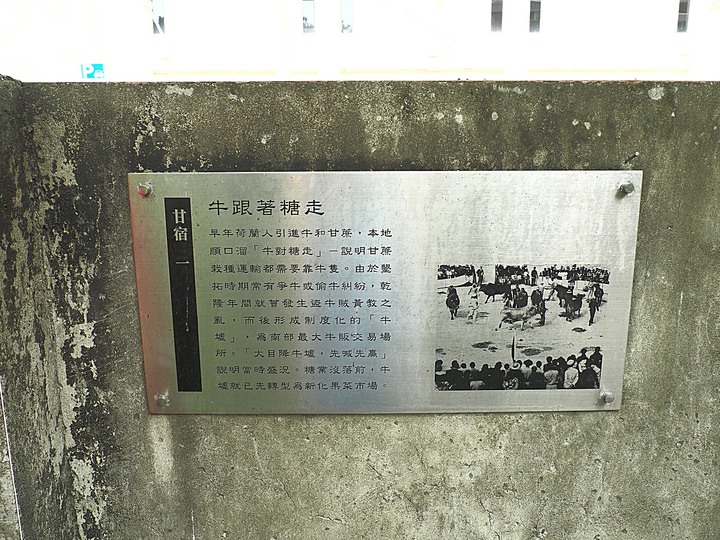 Pe
甘宿 一
牛跟著糖走
早年荷蘭人引進牛和甘蔗，本地
順口溜「牛對糖走」－說明甘蔗
栽種運輸都需要靠牛隻。由於墾
拓時期常有爭牛或偷牛糾紛，乾
隆年間就曾發生盜牛賊黃教之
亂，而後形成制度化的「牛
墟」，為南部最大牛販交易場
所。「大目降牛墟，先喊先贏」
說明當時盛況。糖業沒落前，牛
墟就已先轉型為新化果菜市場。